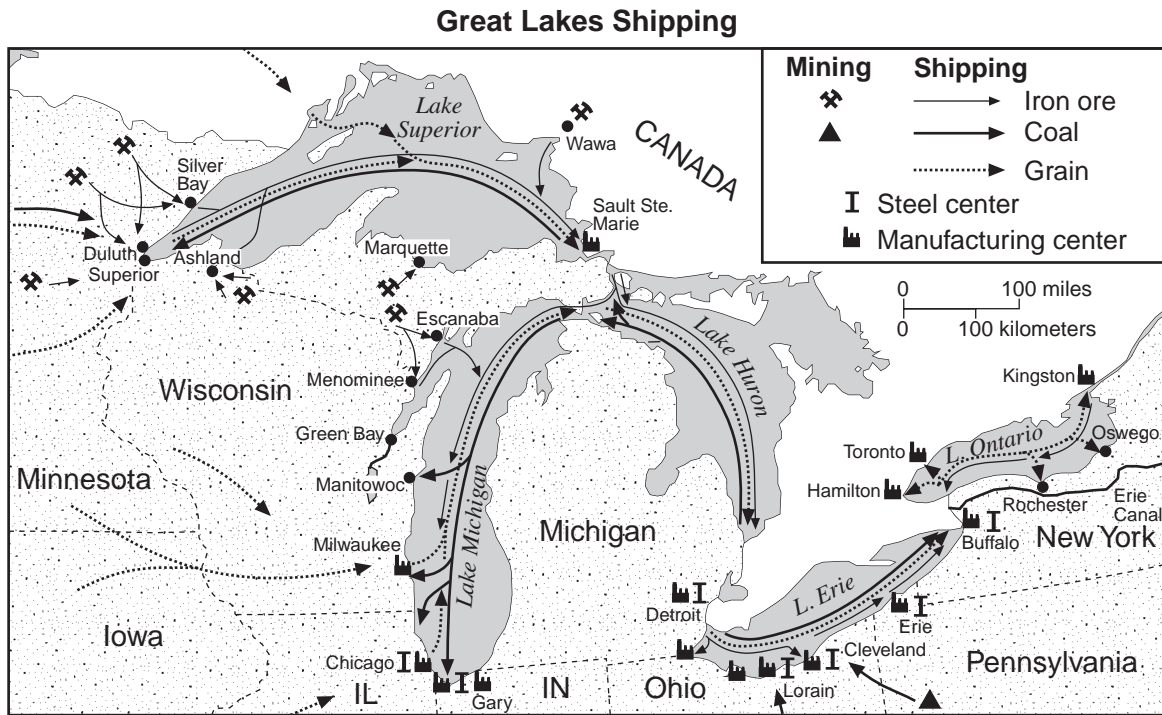 Great Lakes Shipping
Mining Shipping
Iron ore
Coal
Grain
Steel center
Manufacturing center
0 100 miles
0 100 kilometers
Lake
Superior
Wawa
CANADA
Silver
Bay
Sault Ste.
Marie
Duluth
Superior
Ashland
Marquette
Escanaba
Wisconsin
Menominee
Lake Huron
Kingston
Green Bay
L. Ontario
Oswego
Toronto
Minnesota
Manitowoc
Hamilton
Rochester
Erie
Canal
Michigan
Lake Michigan
Milwaukee
Buffalo
New York
L. Erie
Detroit
Erie
Iowa
Cleveland
Chicago
Pennsylvania
Lorain
IL
Gary
IN
Ohio